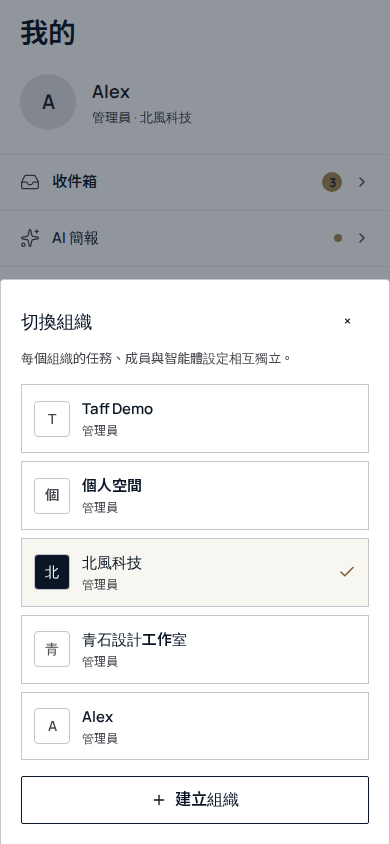 我的
A
Alex
管理員 · 北風科技
收件箱
3
AI 簡報
切換組織
×
每個組織的任務、成員與智能體設定相互獨立。
T
Taff Demo
管理員
個
個人空間
管理員
北
北風科技
管理員
青
青石設計工作室
管理員
A
Alex
管理員
+ 建立組織